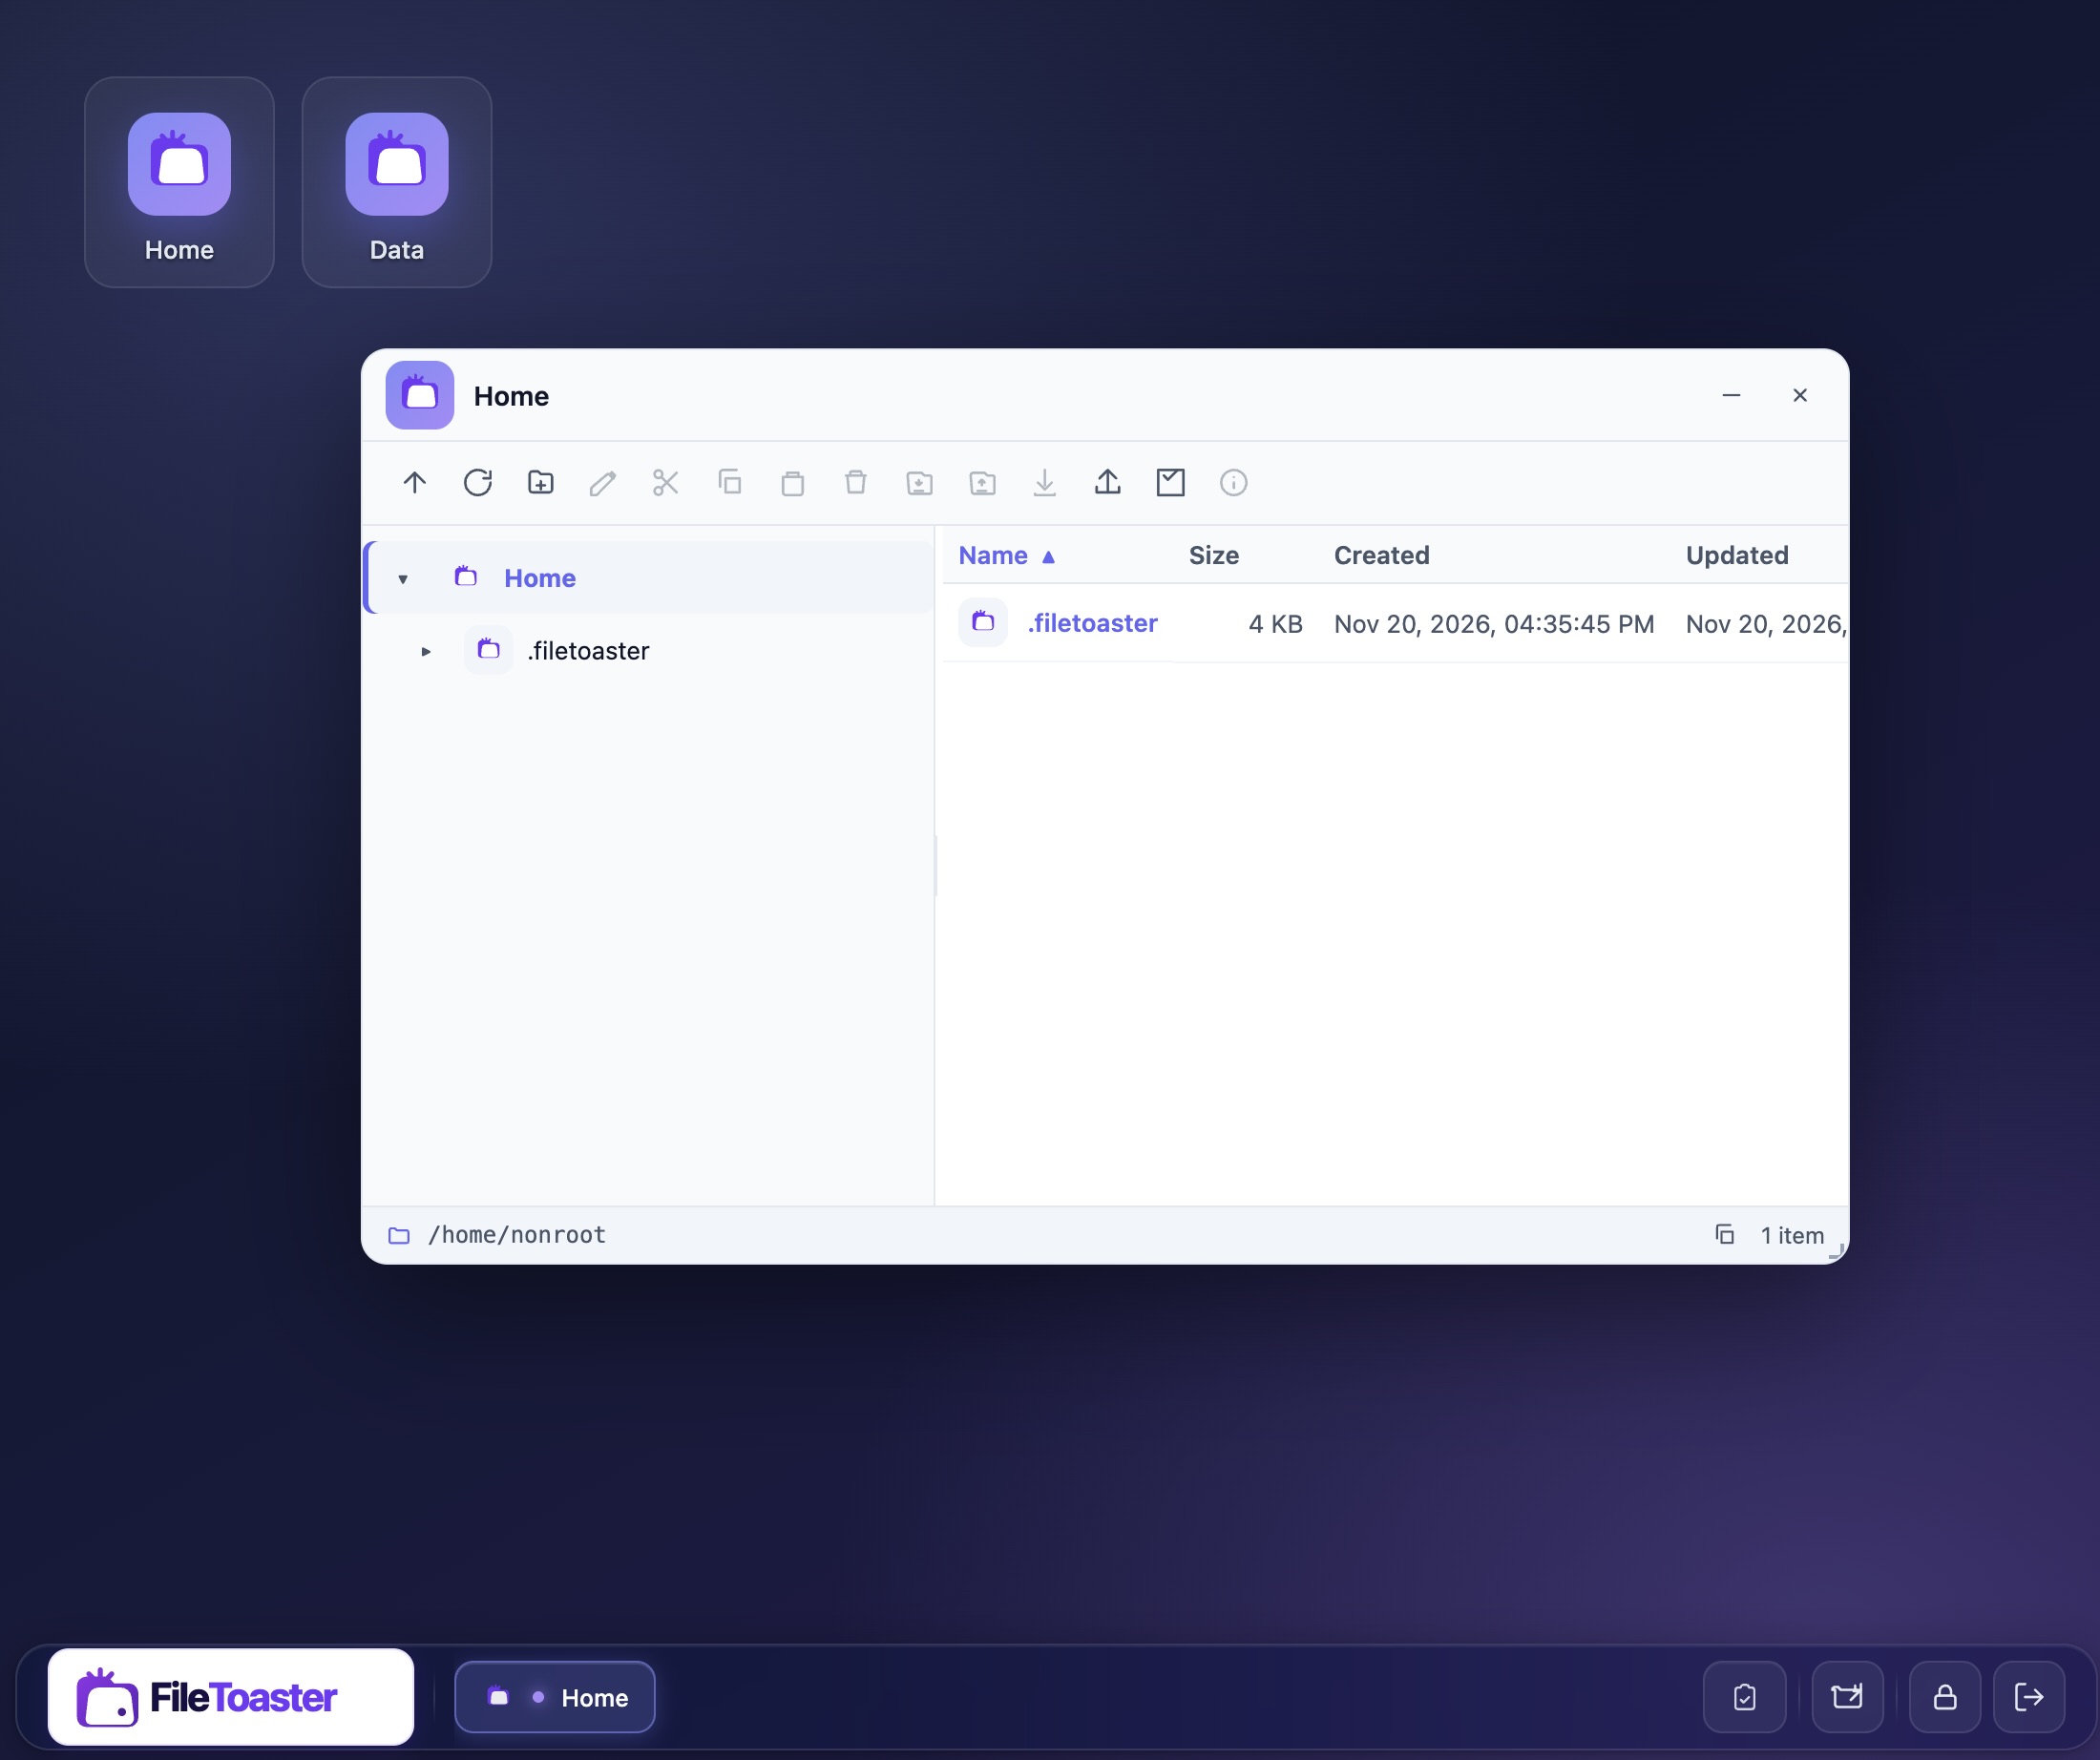 Home
Data
Home
Home
.filetoaster
Name ▲ Size Created Updated
.filetoaster 4 KB Nov 20, 2026, 04:35:45 PM Nov 20, 2026,
/home/nonroot
1 item
FileToaster
Home